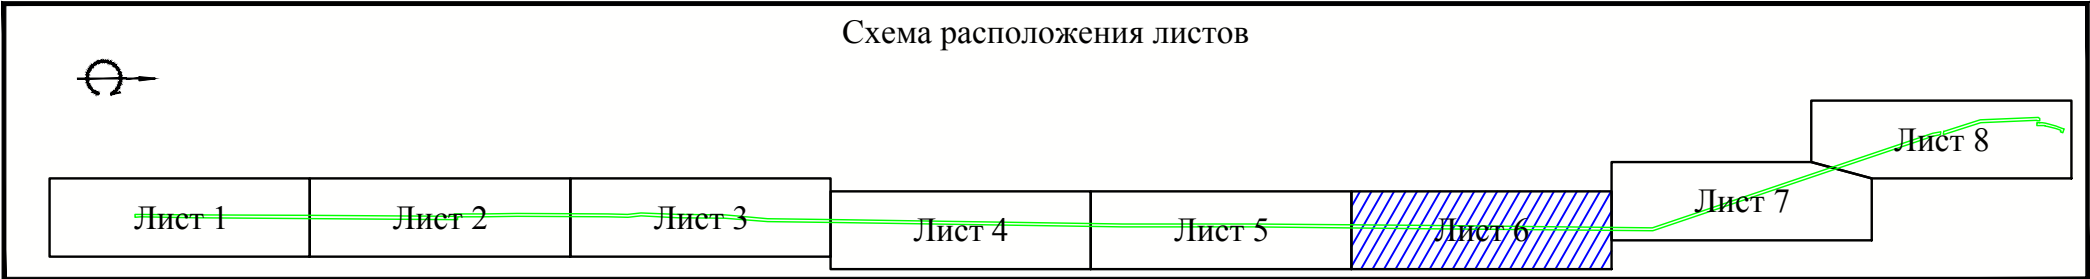 Схема расположения листов
Лист 8
Лист 7
Лист 1
Лист 2
Лист 3
Лист 4
Лист 5
Лист 6